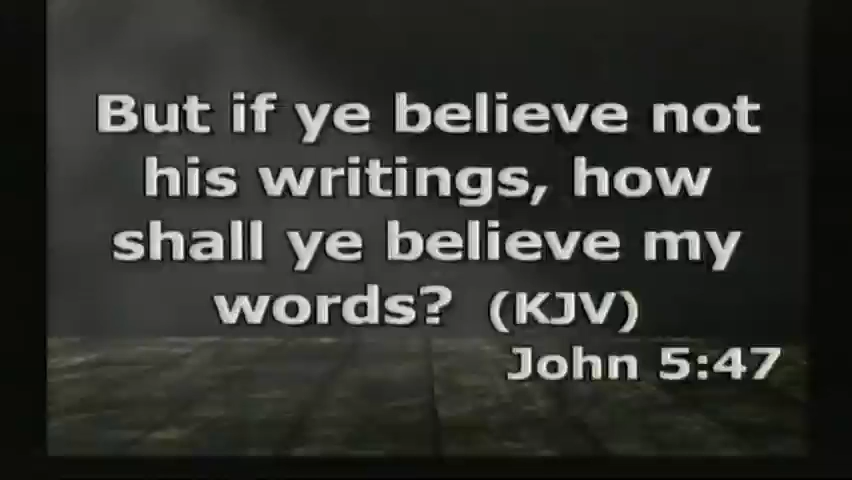 But if ye believe not
his writings, how
shall ye believe my
words? (KJV)
John 5:47